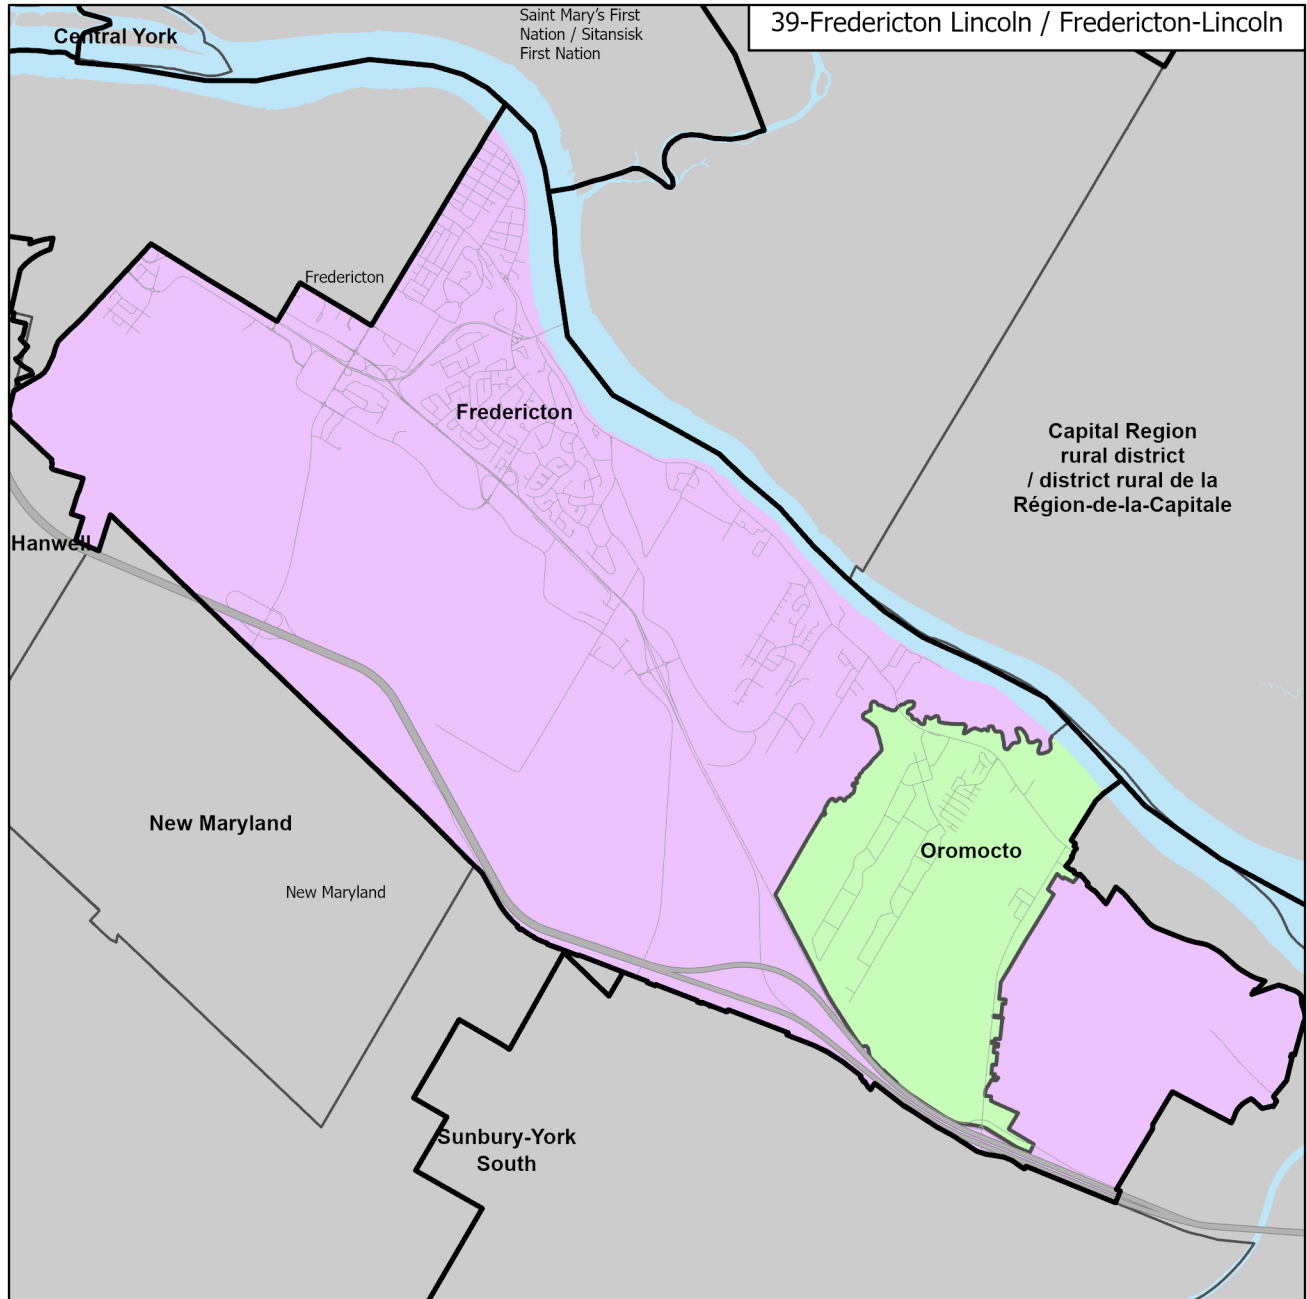 39-Fredericton Lincoln / Fredericton-Lincoln
Saint Mary's First
Nation / Sitansisk
First Nation
Central York
Fredericton
Fredericton
Capital Region
rural district
/ district rural de la
Région-de-la-Capitale
Hanwell
New Maryland
Oromocto
New Maryland
Sunbury-York
South